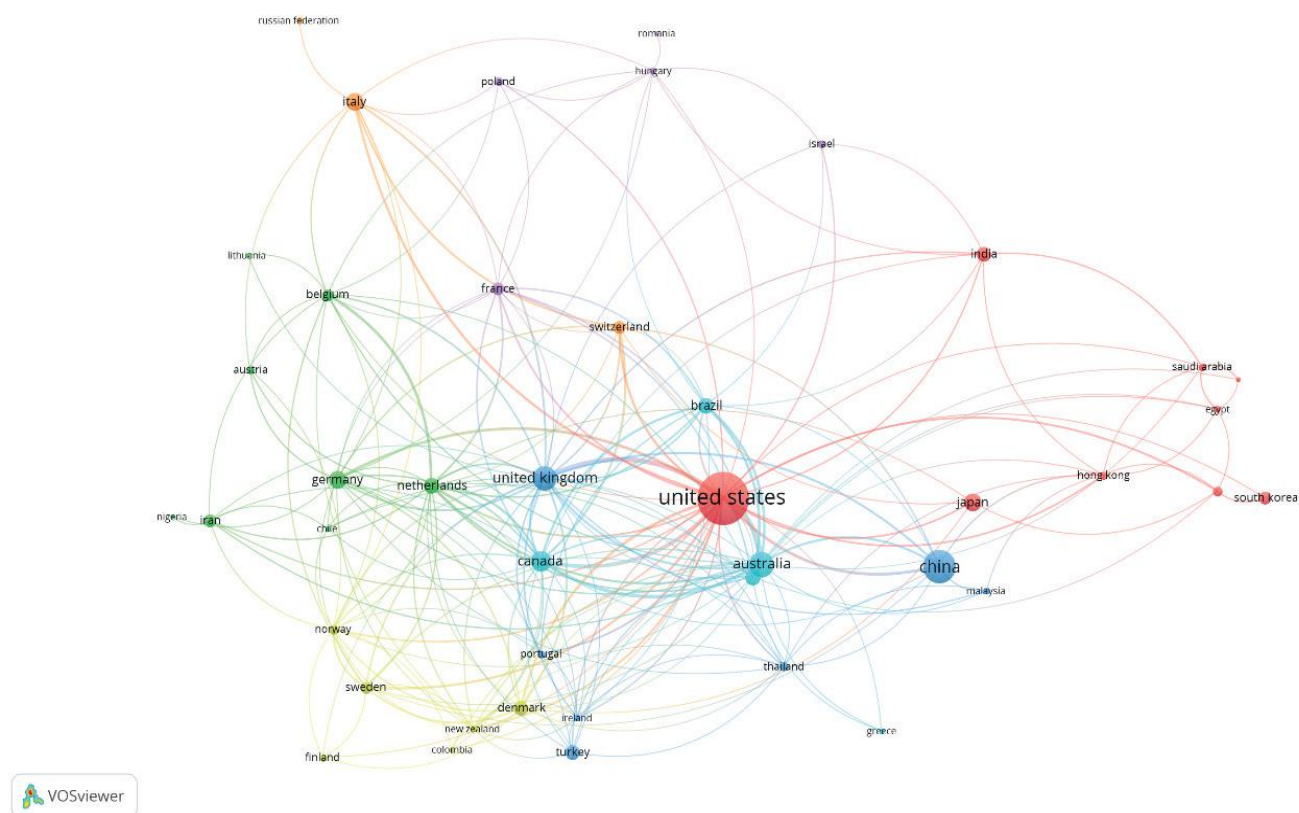 russian federation
romania
hungary
poland
italy
israel
india
lithuania
belgium
france
switzerland
saudi arabia
austria
brazil
egypt
hong kong
germany
netherlands
united kingdom
united states
japan
south korea
nigeria
iran
chile
canada
australia
china
malaysia
norway
portugal
thailand
sweden
denmark
ireland
new zealand
greece
colombia
turkey
finland
VOSviewer